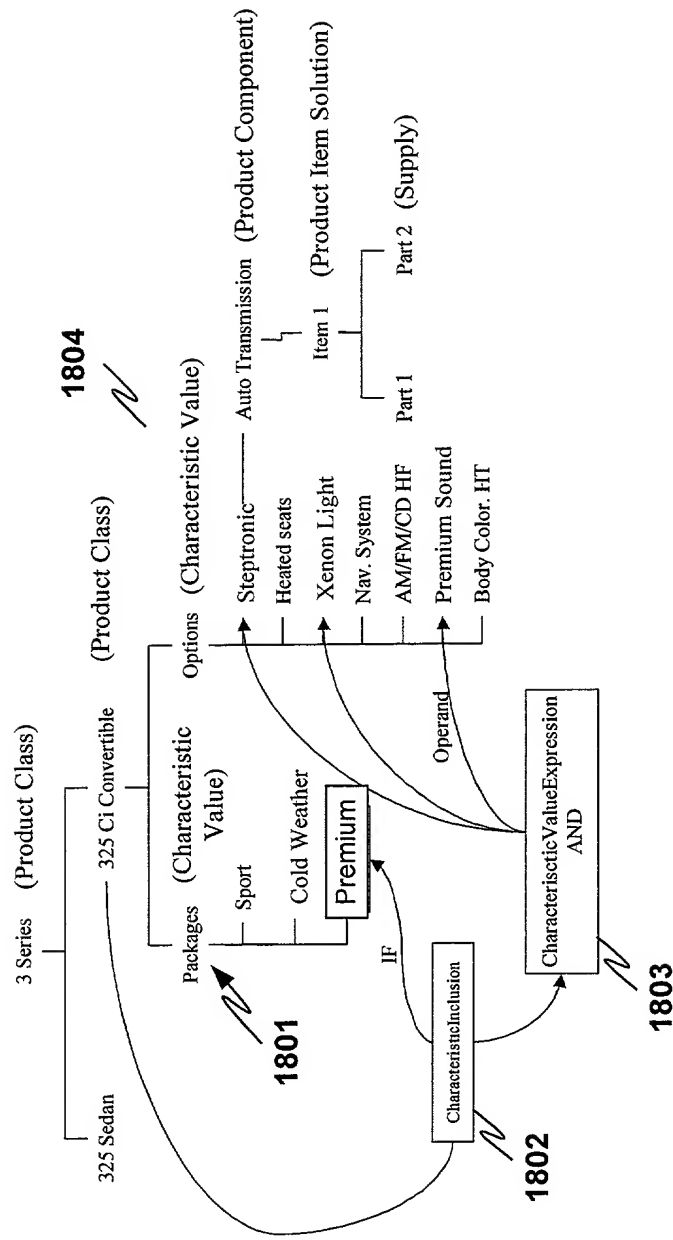 3 Series (Product Class)
325 Sedan
325 Ci Convertible (Product Class)
1804
Packages (Characteristic
Value)
Options (Characteristic Value)
1801
Sport
Cold Weather
Premium
Steptronic
Auto Transmission (Product Component)
Heated seats
Item 1 (Product Item Solution)
Xenon Light
Nav. System
Part 1
Part 2 (Supply)
AM/FM/CD HF
Premium Sound
Body Color. HT
IF
Operand
CharacteristicInclusion
1802
CharacteriscticValueExpression
AND
1803